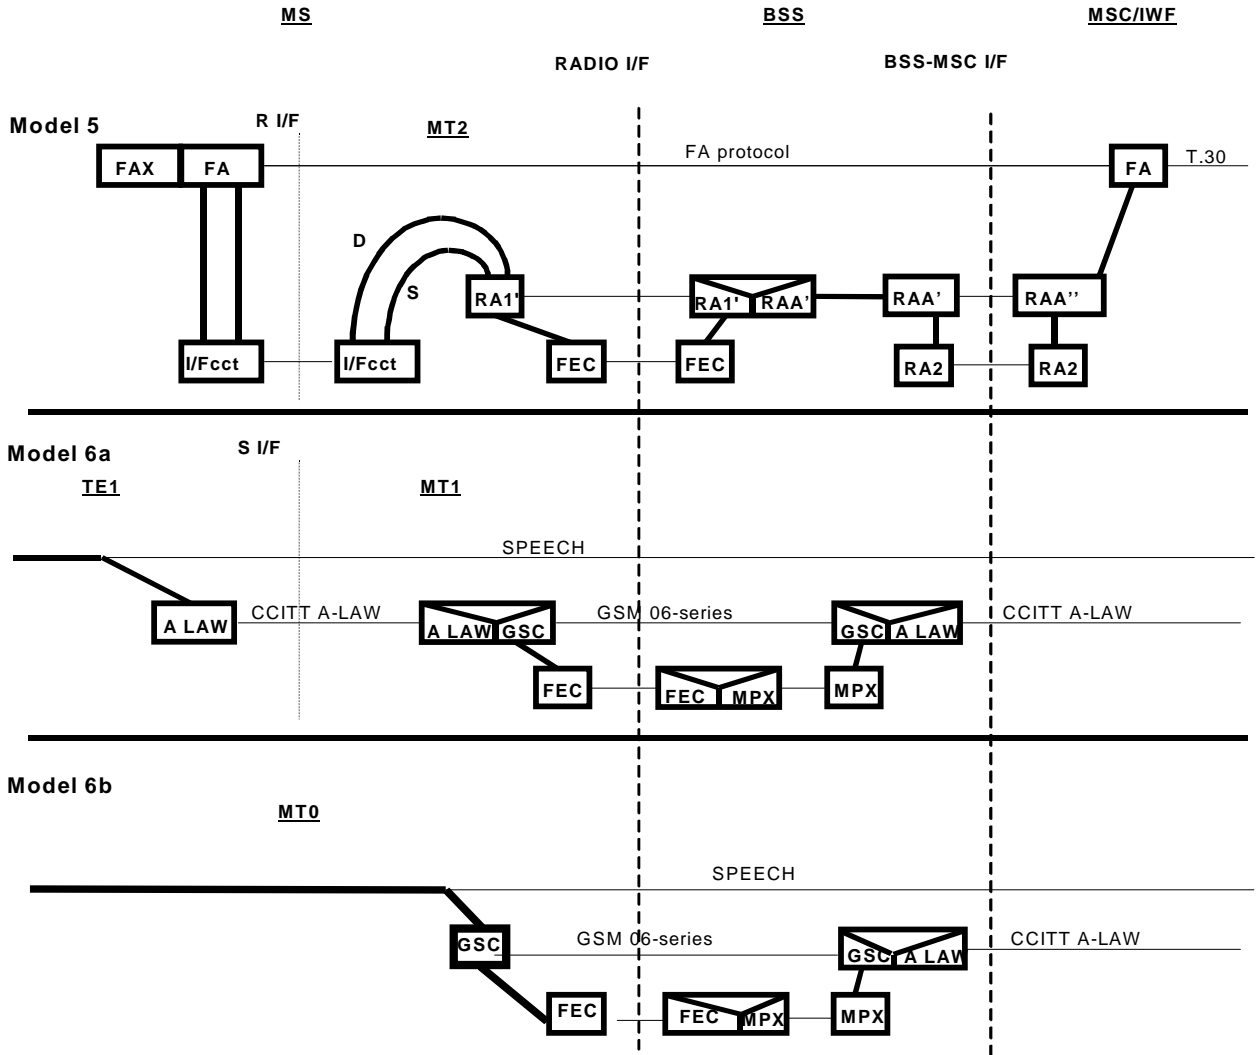 MS BSS MSC/IWF
RADIO I/F BSS-MSC I/F
Model 5 R I/F MT2
FAX FA FA protocol FA T.30
D
S
RA1' RA1' RAA' RAA' RAA''
I/Fcct I/Fcct FEC FEC RA2 RA2
Model 6a S I/F
TE1 MT1
SPEECH
A LAW CCITT A-LAW A LAW GSC GSM 06-series GSC A LAW CCITT A-LAW
FEC FEC MPX MPX
Model 6b
MT0
SPEECH
GSC GSM 06-series GSC A LAW CCITT A-LAW
FEC FEC MPX MPX